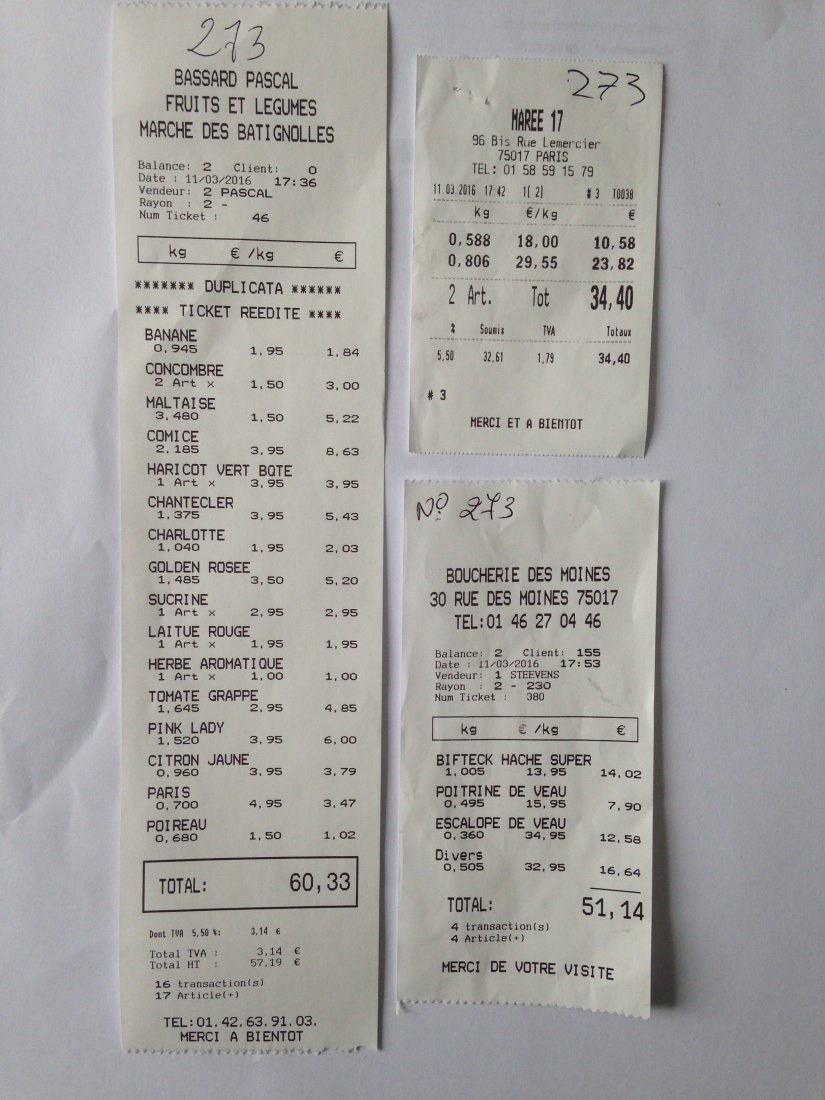 273
BASSARD PASCAL
FRUITS ET LEGUMES
MARCHE DES BATIGNOLLES
Balance: 2 Client: 0
Date : 11/03/2016 17:36
Vendeur: 2 PASCAL
Rayon : 2 -
Num Ticket : 46
kg € /kg €
******* DUPLICATA ******
**** TICKET REEDITE ****
BANANE
0,945 1,95 1,84
CONCOMBRE
2 Art x 1,50 3,00
MALTAISE
3,480 1,50 5,22
COMICE
2,185 3,95 8,63
HARICOT VERT BQTE
1 Art x 3,95 3,95
CHANTECLER
1,375 3,95 5,43
CHARLOTTE
1,040 1,95 2,03
GOLDEN ROSEE
1,485 3,50 5,20
SUCRINE
1 Art x 2,95 2,95
LAITUE ROUGE
1 Art x 1,95 1,95
HERBE AROMATIQUE
1 Art x 1,00 1,00
TOMATE GRAPPE
1,645 2,95 4,85
PINK LADY
1,520 3,95 6,00
CITRON JAUNE
0,960 3,95 3,79
PARIS
0,700 4,95 3,47
POIREAU
0,680 1,50 1,02
TOTAL: 60,33
Dont TVA 5,50 %: 3,14 €
Total TVA : 3,14 €
Total HT : 57,19 €
16 transaction(s)
17 Article(+)
TEL:01.42.63.91.03.
MERCI A BIENTOT
273
MAREE 17
96 Bis Rue Lemercier
75017 PARIS
TEL: 01 58 59 15 79
11.03.2016 17:42 1( 2) # 3 T0038
Kg €/kg €
0,588 18,00 10,58
0,806 29,55 23,82
2 Art. Tot 34,40
% Soumis TVA Totaux
5,50 32,61 1,79 34,40
# 3
MERCI ET A BIENTOT
Nº 273
BOUCHERIE DES MOINES
30 RUE DES MOINES 75017
TEL:01 46 27 04 46
Balance: 2 Client: 155
Date : 11/03/2016 17:53
Vendeur: 1 STEEVENS
Rayon : 2 - 230
Num Ticket : 380
kg € /kg €
BIFTECK HACHE SUPER
1,005 13,95 14,02
POITRINE DE VEAU
0,495 15,95 7,90
ESCALOPE DE VEAU
0,360 34,95 12,58
Divers
0,505 32,95 16,64
TOTAL: 51,14
4 transaction(s)
4 Article(+)
MERCI DE VOTRE VISITE